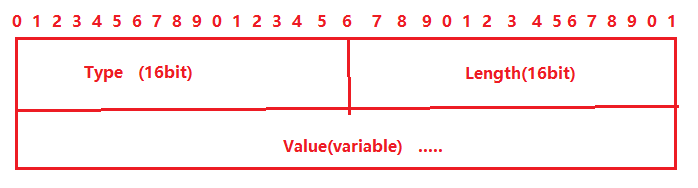 0 1 2 3 4 5 6 7 8 9 0 1 2 3 4 5 6 7 8 9 0 1 2 3 4 5 6 7 8 9 0 1
Type (16bit) Length(16bit)
Value(variable) .....